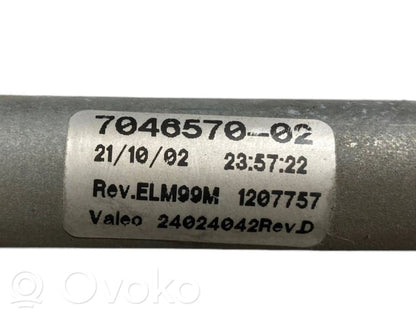 7046570-02
21/10/02 23:57:22
Rev.ELM99M 1207757
Valeo 24024042Rev.D
© ovoko